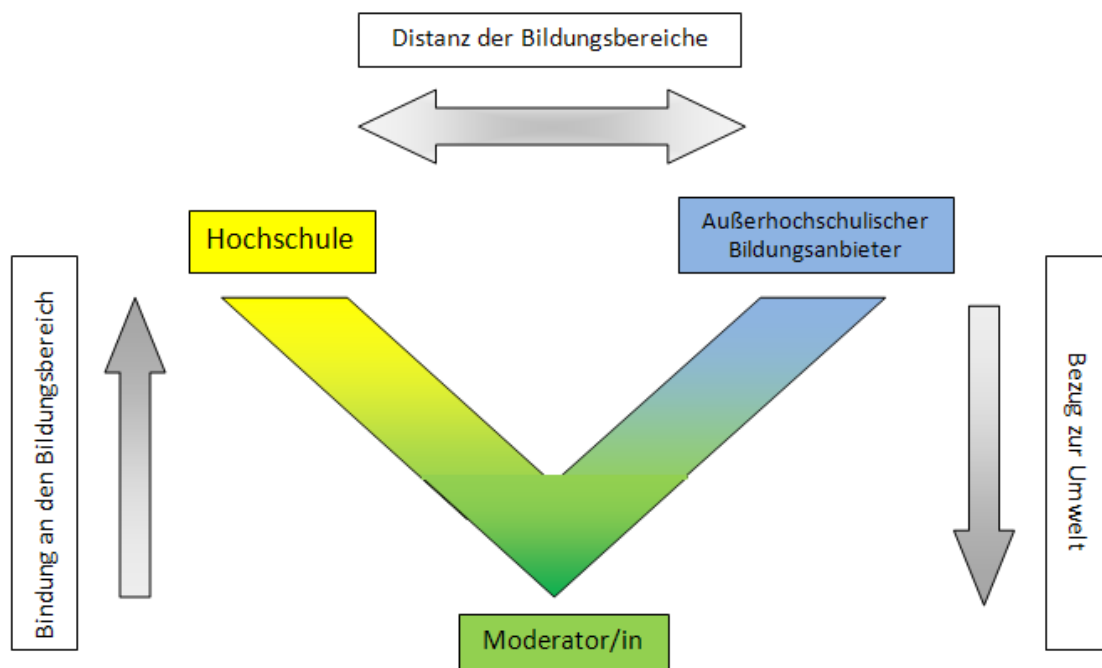 Distanz der Bildungsbereiche
Hochschule
Außerhochschulischer
Bildungsanbieter
Bindung an den Bildungsbereich
Bezug zur Umwelt
Moderator/in